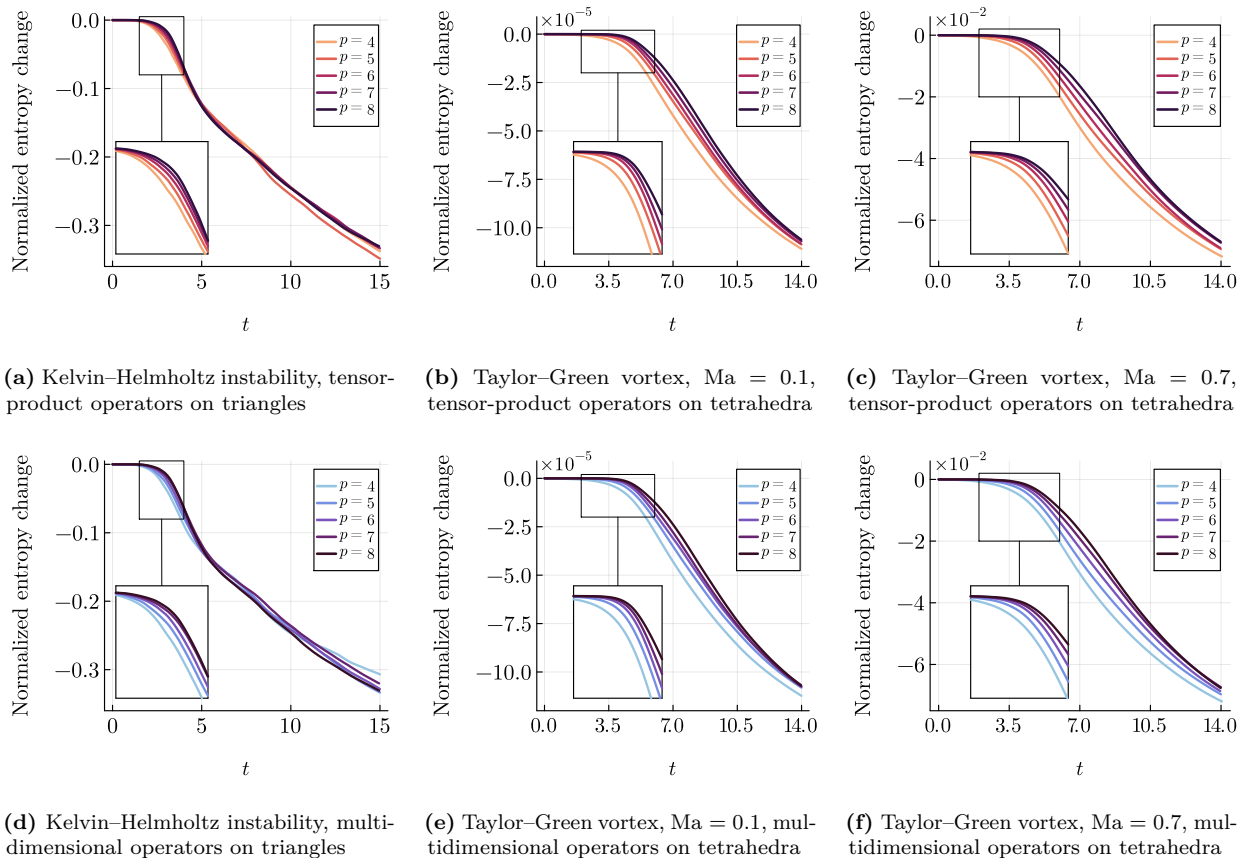 Normalized entropy change
0.0
−0.1
−0.2
−0.3
0
5
10
15
t
p = 4
p = 5
p = 6
p = 7
p = 8
(a) Kelvin–Helmholtz instability, tensor-
product operators on triangles
Normalized entropy change
×10⁻⁵
0.0
−2.5
−5.0
−7.5
−10.0
0.0
3.5
7.0
10.5
14.0
t
p = 4
p = 5
p = 6
p = 7
p = 8
(b) Taylor–Green vortex, Ma = 0.1,
tensor-product operators on tetrahedra
Normalized entropy change
×10⁻²
0
−2
−4
−6
0.0
3.5
7.0
10.5
14.0
t
p = 4
p = 5
p = 6
p = 7
p = 8
(c) Taylor–Green vortex, Ma = 0.7,
tensor-product operators on tetrahedra
Normalized entropy change
0.0
−0.1
−0.2
−0.3
0
5
10
15
t
p = 4
p = 5
p = 6
p = 7
p = 8
(d) Kelvin–Helmholtz instability, multi-
dimensional operators on triangles
Normalized entropy change
×10⁻⁵
0.0
−2.5
−5.0
−7.5
−10.0
0.0
3.5
7.0
10.5
14.0
t
p = 4
p = 5
p = 6
p = 7
p = 8
(e) Taylor–Green vortex, Ma = 0.1, mul-
tidimensional operators on tetrahedra
Normalized entropy change
×10⁻²
0
−2
−4
−6
0.0
3.5
7.0
10.5
14.0
t
p = 4
p = 5
p = 6
p = 7
p = 8
(f) Taylor–Green vortex, Ma = 0.7, mul-
tidimensional operators on tetrahedra